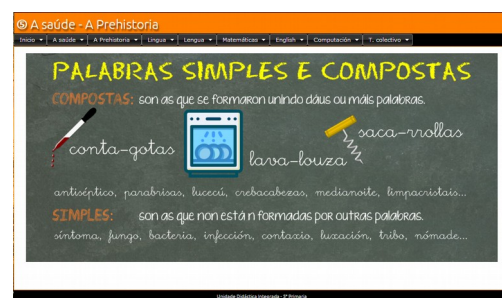 A saúde - A Prehistoria
Inicio A saúde A Prehistoria Lingua Lengua Matemáticas English Computación T. colectivo
PALABRAS SIMPLES E COMPOSTAS
COMPOSTAS: son as que se formaron unindo dúas ou máis palabras.
conta-gotas
lava-louza
saca-rrollas
antiséptico, parabrisas, lucecú, crebacabezas, medianoite, limpacristais...
SIMPLES: son as que non están formadas por outras palabras.
síntoma, fungo, bacteria, infección, contaxio, luxación, tribo, nómade...
Unidade Didáctica Integrada - 3º Primaria